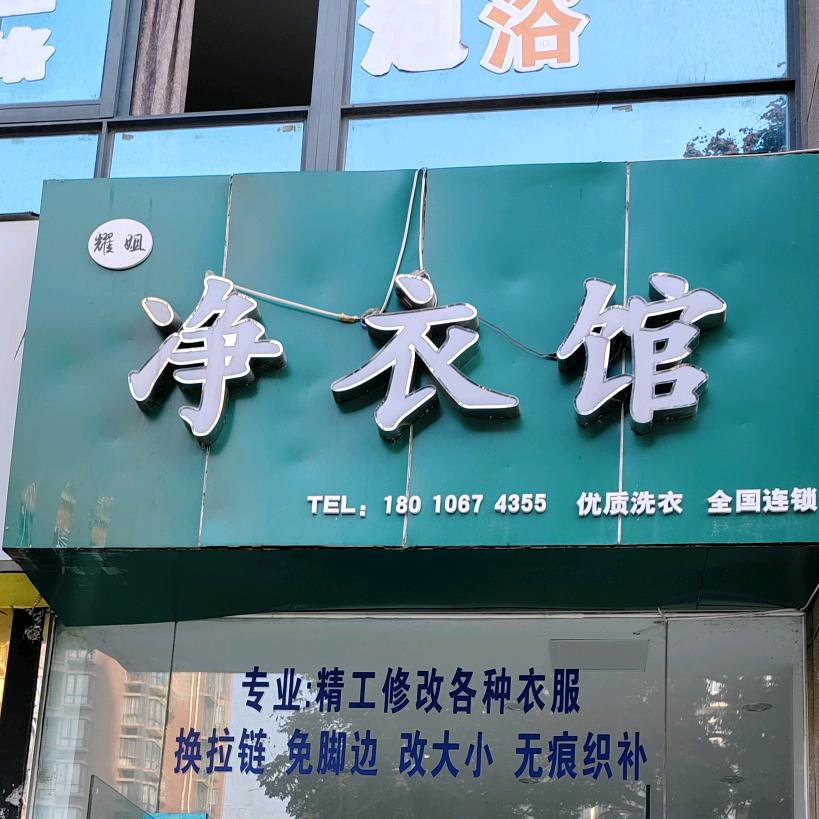 泡浴
耀姐
净衣馆
TEL: 180 1067 4355 优质洗衣 全国连锁
专业:精工修改各种衣服
换拉链 免脚边 改大小 无痕织补